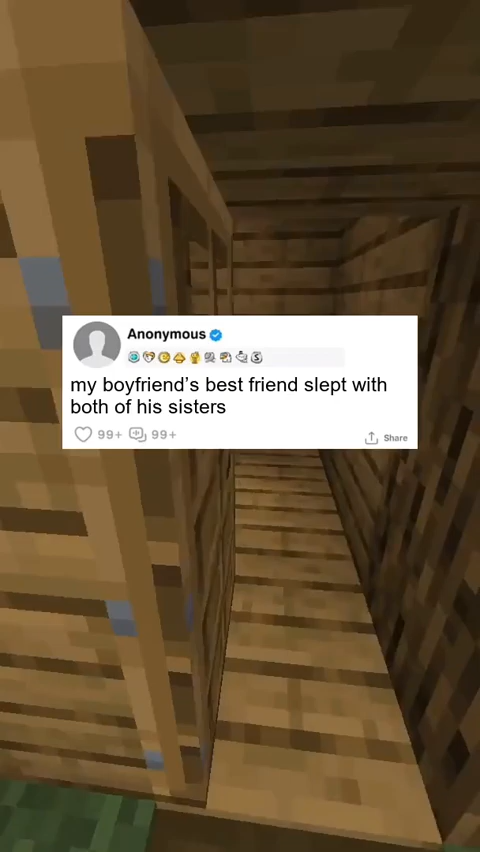 Anonymous
my boyfriend’s best friend slept with
both of his sisters
99+ 99+ Share